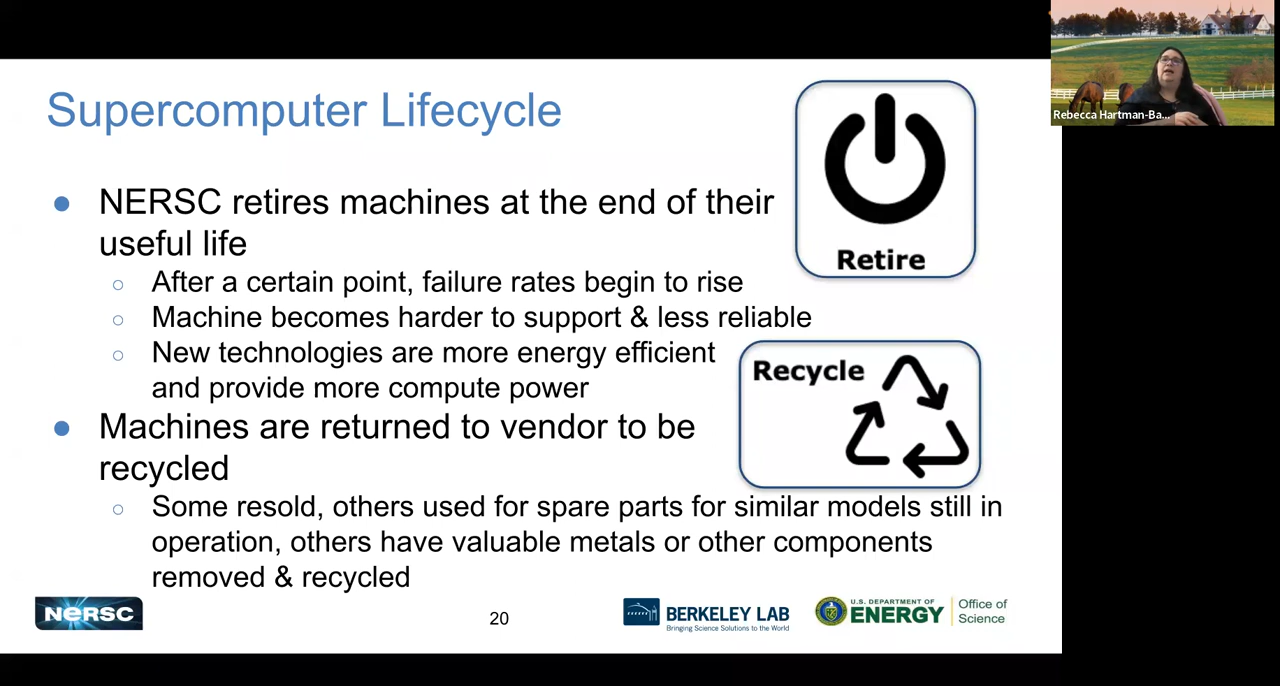 Supercomputer Lifecycle
● NERSC retires machines at the end of their
useful life
○ After a certain point, failure rates begin to rise
○ Machine becomes harder to support & less reliable
○ New technologies are more energy efficient
and provide more compute power
● Machines are returned to vendor to be
recycled
○ Some resold, others used for spare parts for similar models still in
operation, others have valuable metals or other components
removed & recycled
Retire
Recycle
NERSC
20
BERKELEY LAB
Bringing Science Solutions to the World
U.S. DEPARTMENT OF
ENERGY
Office of
Science
Rebecca Hartman-Ba...